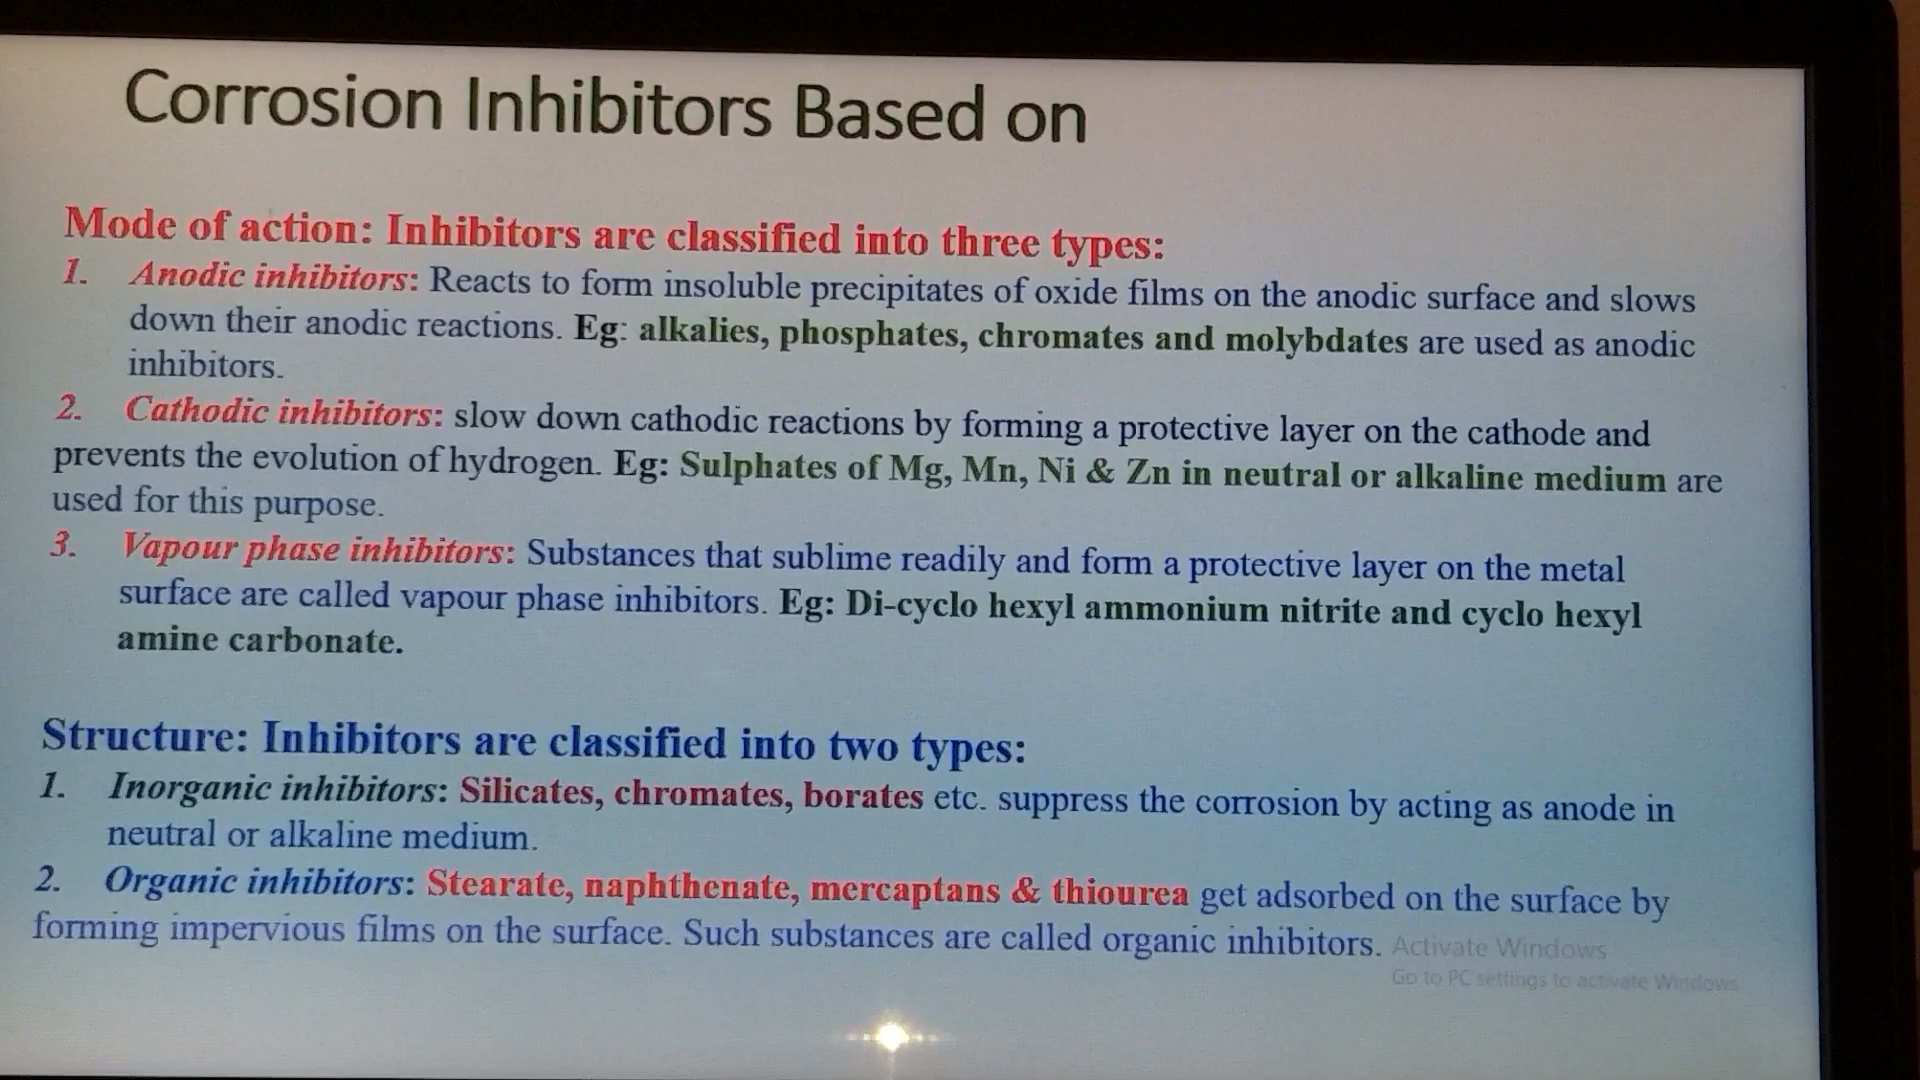 Corrosion Inhibitors Based on
Mode of action: Inhibitors are classified into three types:
1. Anodic inhibitors: Reacts to form insoluble precipitates of oxide films on the anodic surface and slows
down their anodic reactions. Eg: alkalies, phosphates, chromates and molybdates are used as anodic
inhibitors.
2. Cathodic inhibitors: slow down cathodic reactions by forming a protective layer on the cathode and
prevents the evolution of hydrogen. Eg: Sulphates of Mg, Mn, Ni & Zn in neutral or alkaline medium are
used for this purpose.
3. Vapour phase inhibitors: Substances that sublime readily and form a protective layer on the metal
surface are called vapour phase inhibitors. Eg: Di-cyclo hexyl ammonium nitrite and cyclo hexyl
amine carbonate.
Structure: Inhibitors are classified into two types:
1. Inorganic inhibitors: Silicates, chromates, borates etc. suppress the corrosion by acting as anode in
neutral or alkaline medium.
2. Organic inhibitors: Stearate, naphthenate, mercaptans & thiourea get adsorbed on the surface by
forming impervious films on the surface. Such substances are called organic inhibitors.
Activate Windows
Go to PC settings to activate Windows